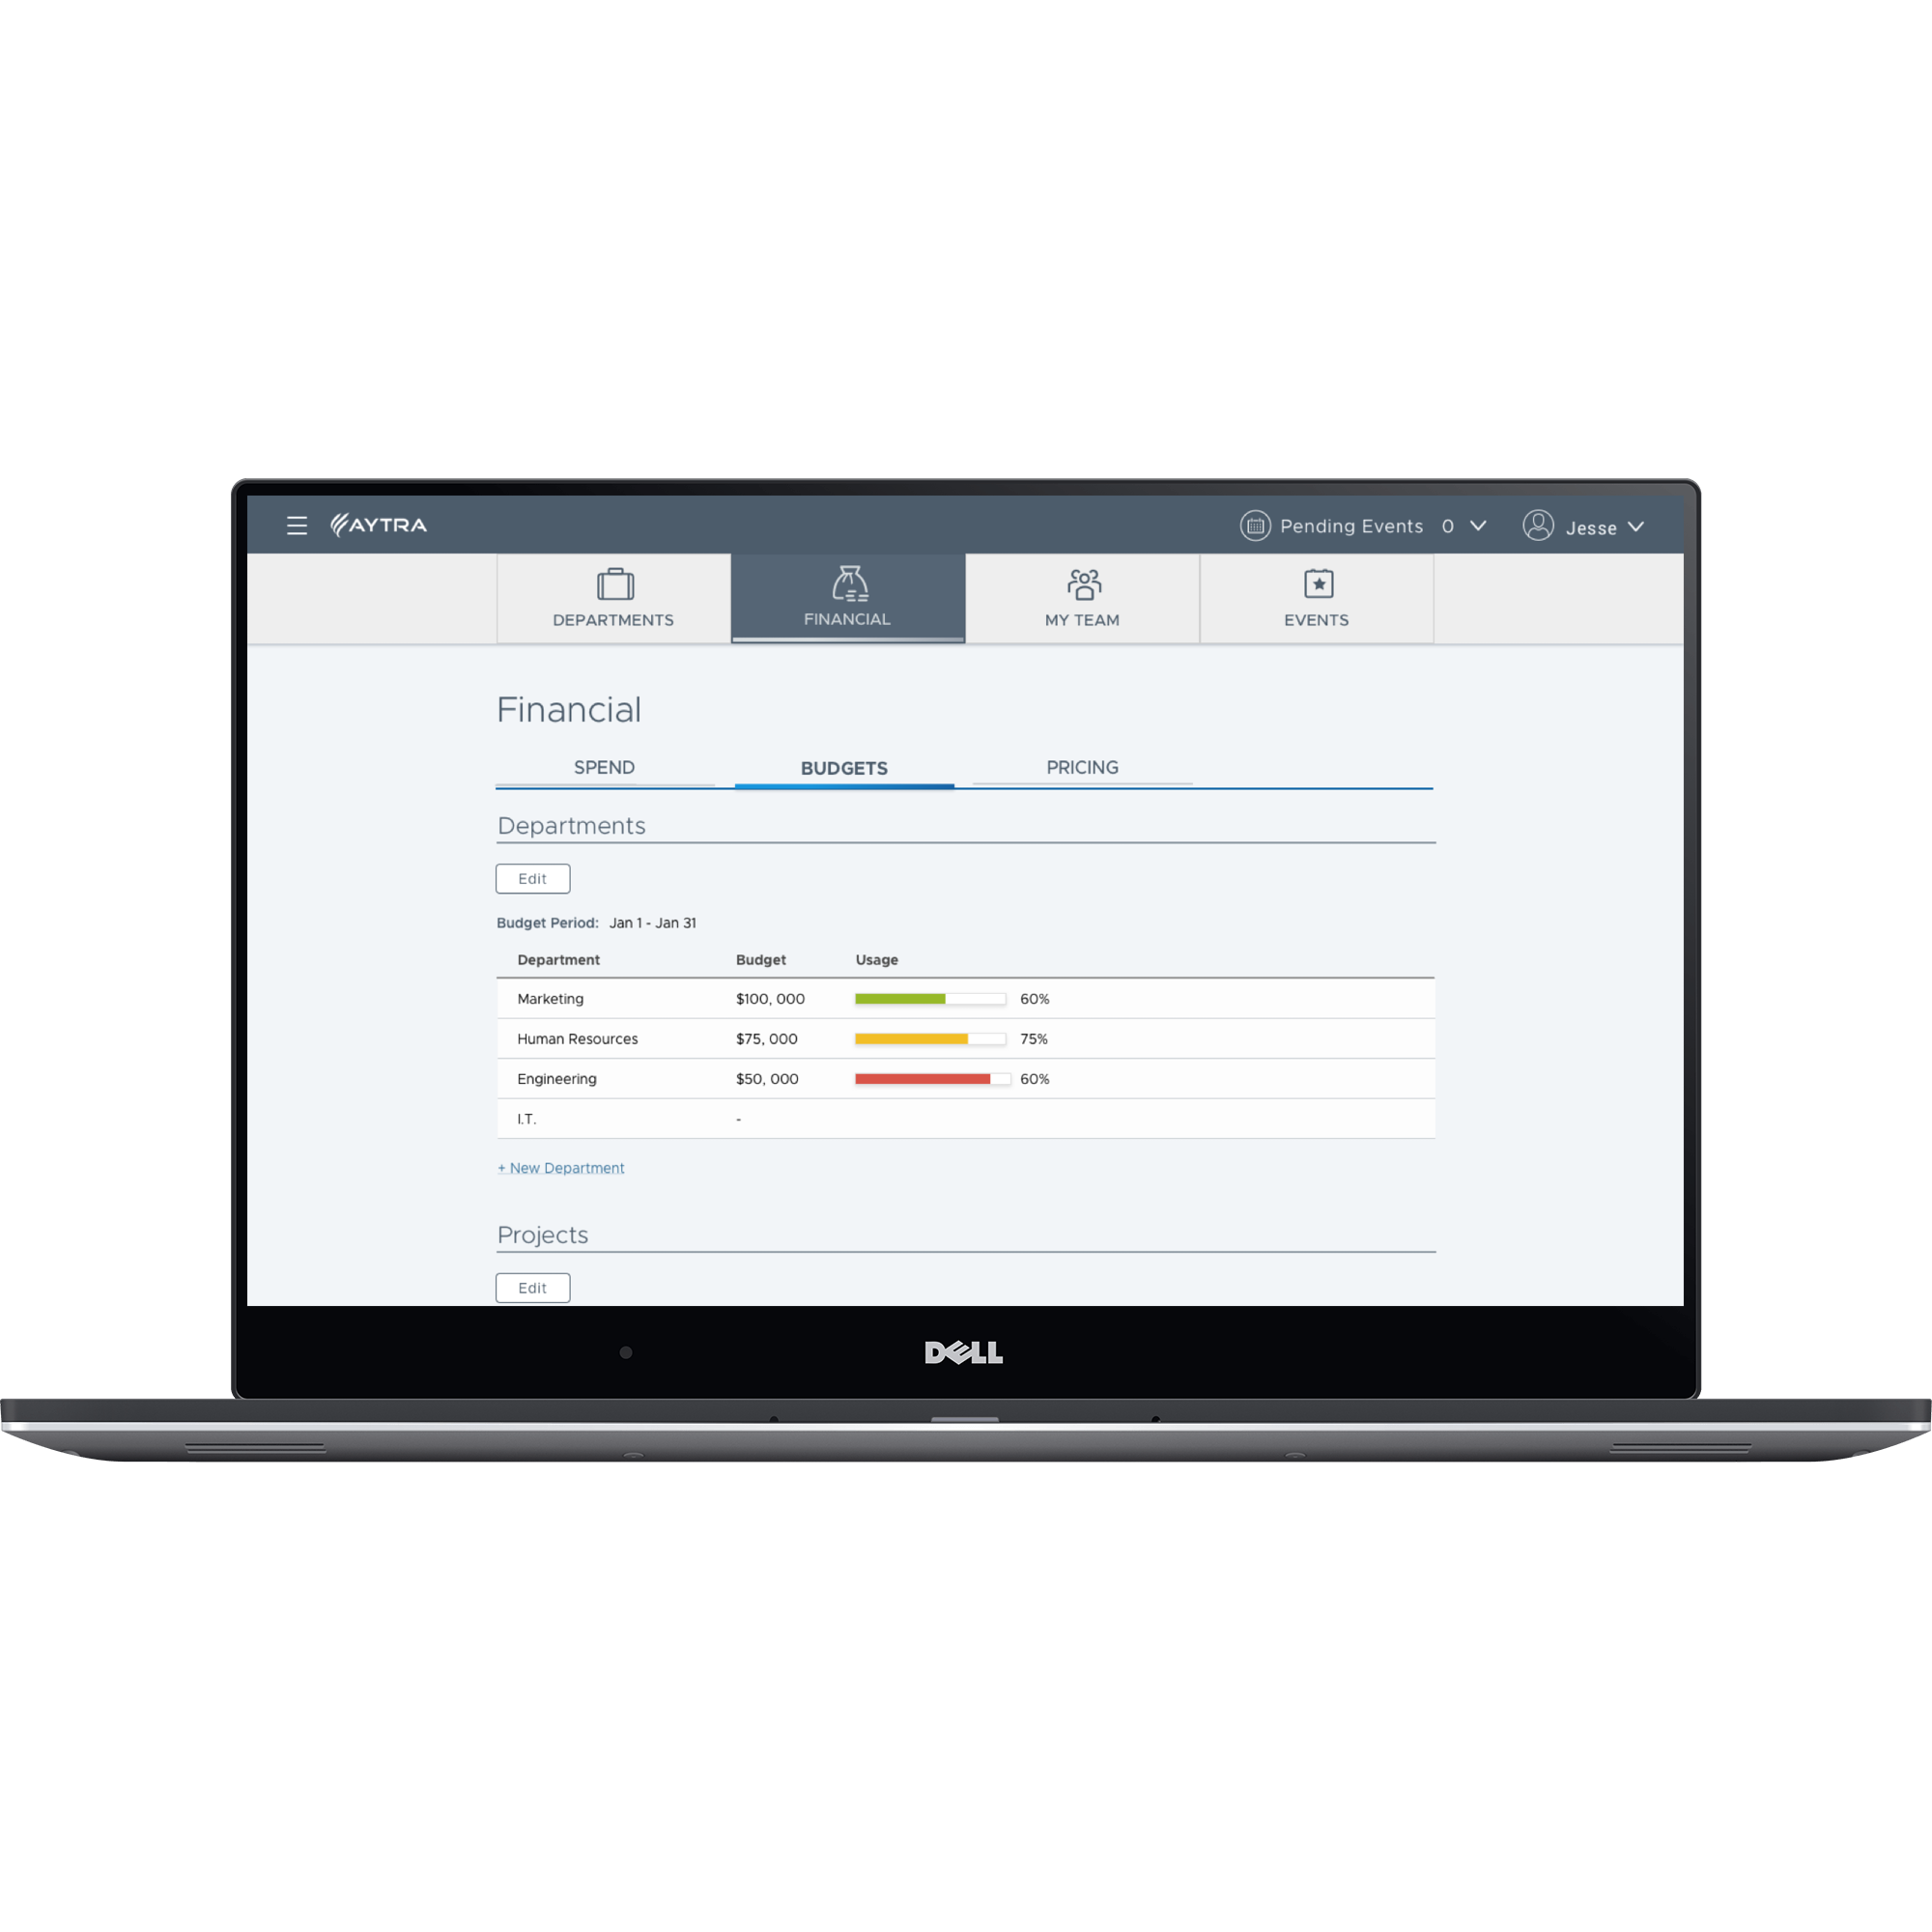 AYTRA Pending Events 0 Jesse
DEPARTMENTS FINANCIAL MY TEAM EVENTS
Financial
SPEND BUDGETS PRICING
Departments
Edit
Budget Period: Jan 1 - Jan 31
Department Budget Usage
Marketing $100, 000 60%
Human Resources $75, 000 75%
Engineering $50, 000 60%
I.T. -
+ New Department
Projects
Edit
DELL